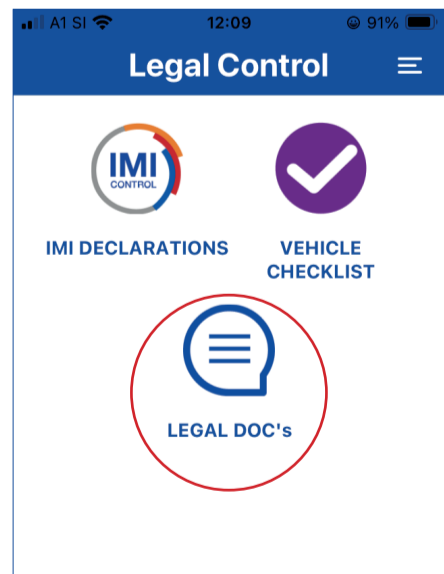 A1 SI 12:09 91%
Legal Control
IMI
CONTROL
IMI DECLARATIONS
VEHICLE
CHECKLIST
LEGAL DOC's